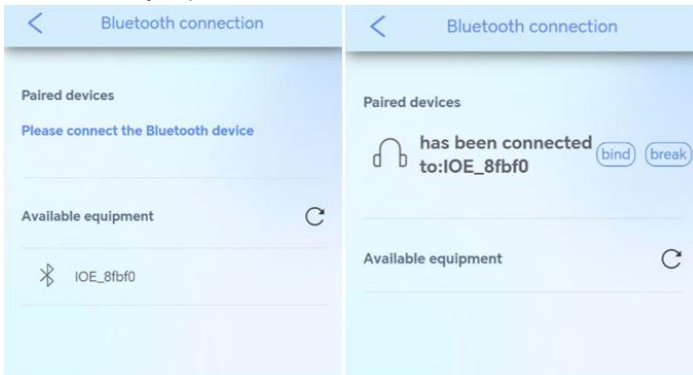 Bluetooth connection
Paired devices
Please connect the Bluetooth device
Available equipment
IOE_8fbf0
Bluetooth connection
Paired devices
has been connected
to:IOE_8fbf0
bind break
Available equipment